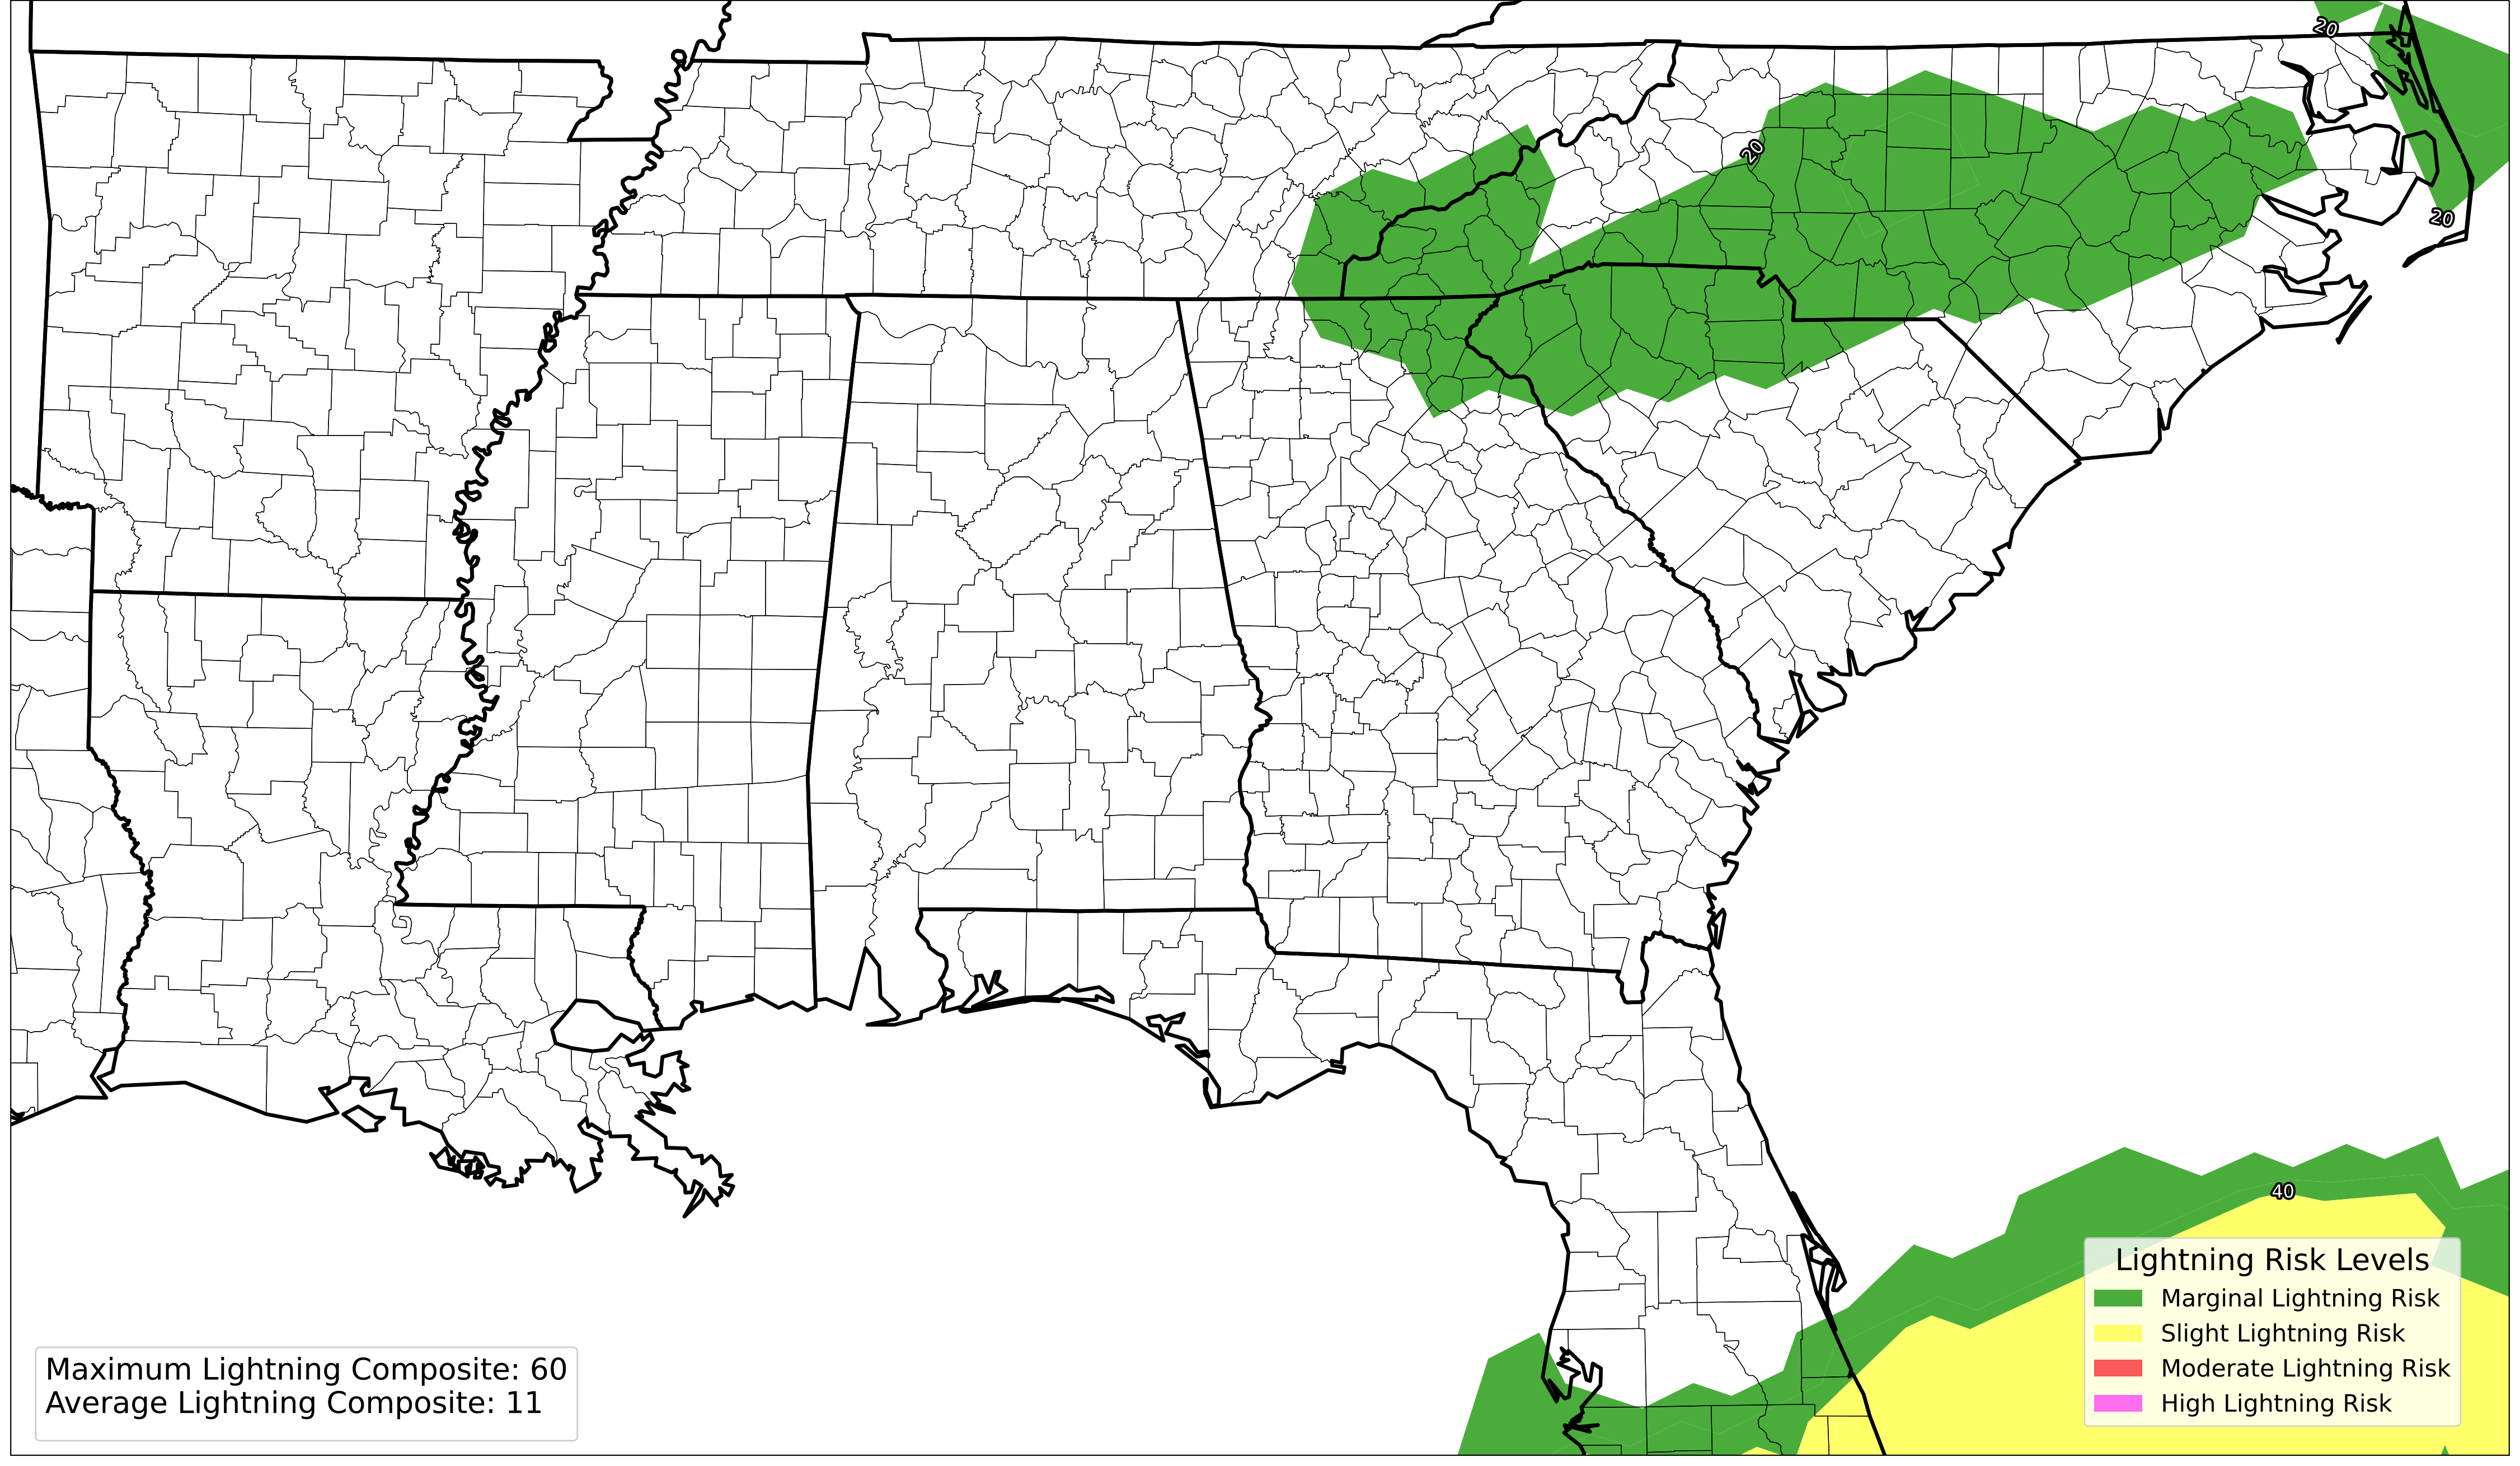 20
20
20
40
Lightning Risk Levels
Marginal Lightning Risk
Slight Lightning Risk
Moderate Lightning Risk
High Lightning Risk
Maximum Lightning Composite: 60
Average Lightning Composite: 11